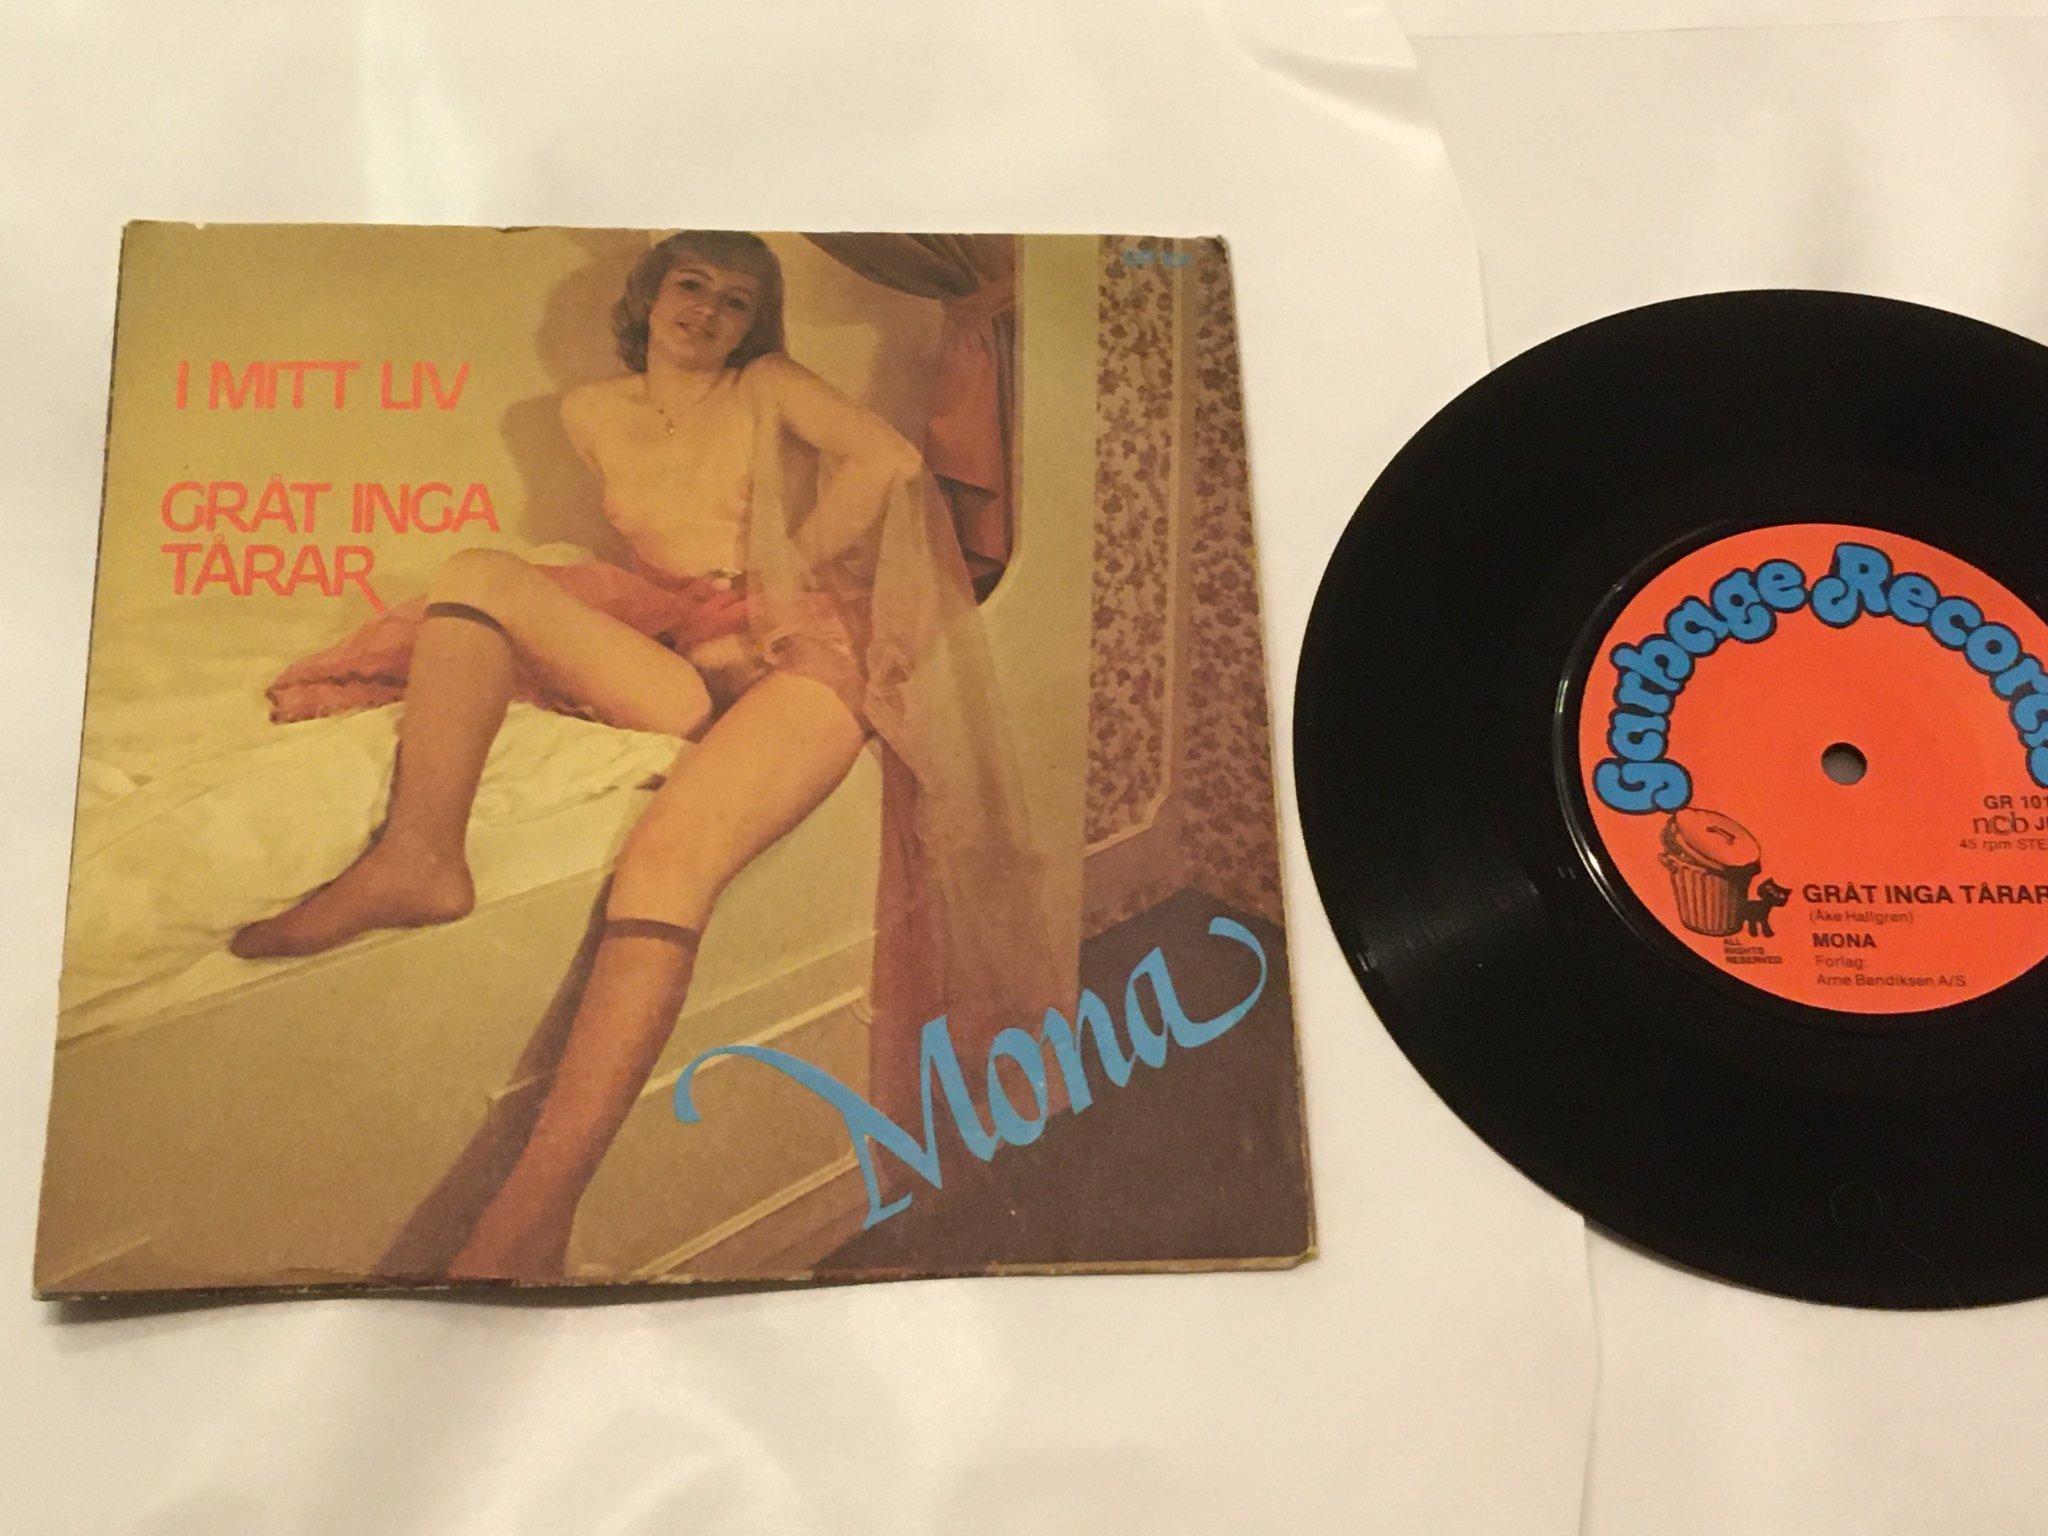 I MITT LIV
GRÅT INGA
TÅRAR
Mona
Garbage Records
GR 101
ncb
45 rpm
GRÅT INGA TÅRAR
(Åke Hallgren)
MONA
Forlag:
Arne Bendiksen A/S
ALL
RIGHTS
RESERVED